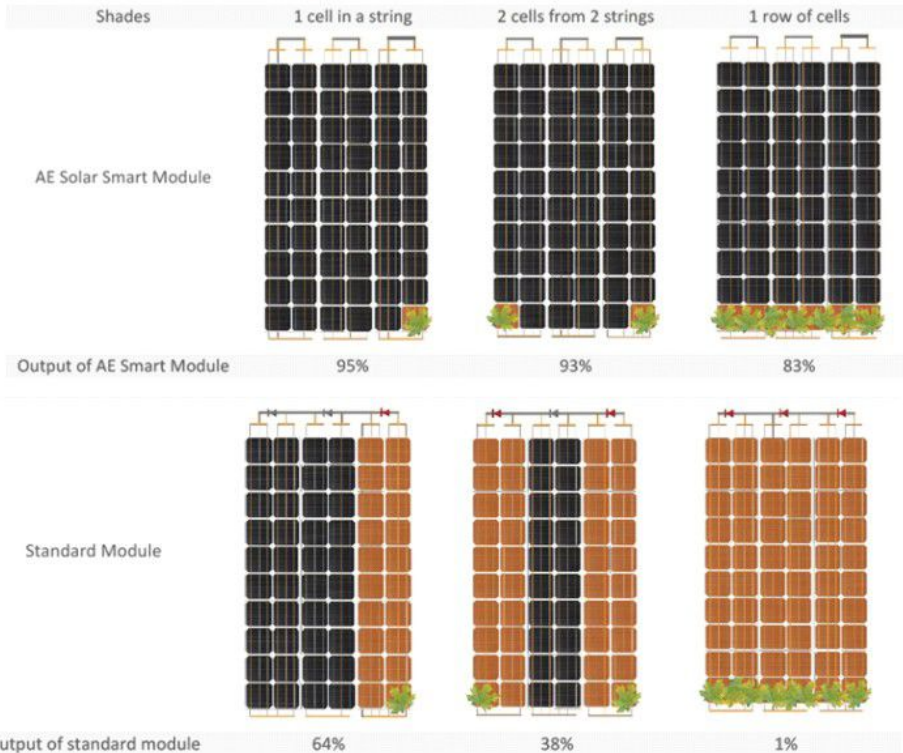 Shades 1 cell in a string 2 cells from 2 strings 1 row of cells
AE Solar Smart Module
Output of AE Smart Module 95% 93% 83%
Standard Module
utput of standard module 64% 38% 1%